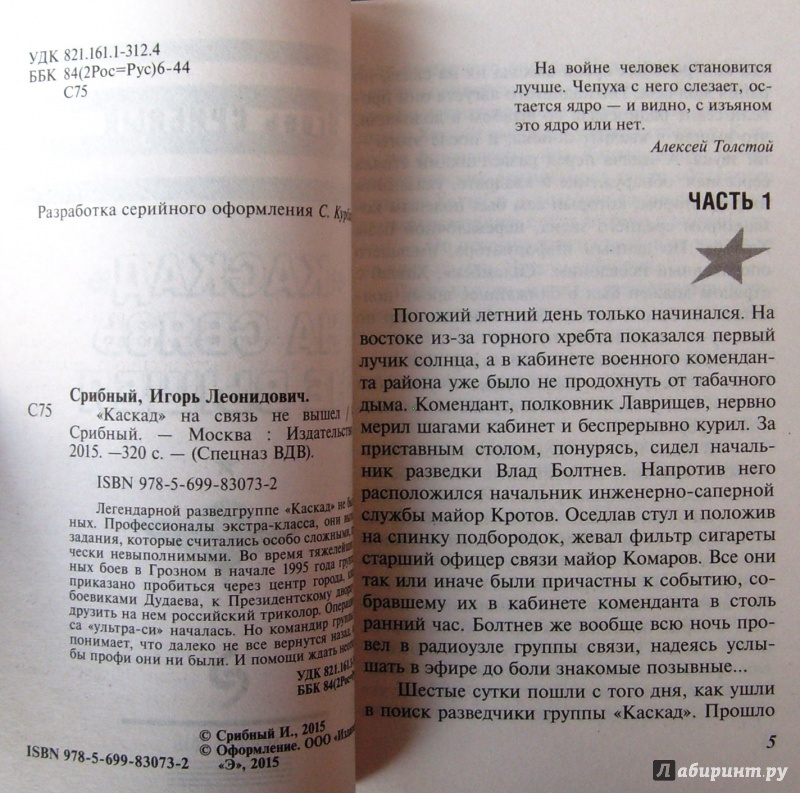 УДК 821.161.1-312.4
ББК 84(2Рос=Рус)6-44
С75
Разработка серийного оформления С.
Срибный, Игорь Леонидович.
С75 «Каскад» на связь не вышел /
Срибный. — Москва : Издательство
2015. —320 с. — (Спецназ ВДВ).
ISBN 978-5-699-83073-2
Легендарной разведгруппе «Каскад» не
ных. Профессионалы экстра-класса, они
задания, которые считались особо сложными,
чески невыполнимыми. Во время
ных боев в Грозном в начале 1995 года
приказано пробиться через центр города,
боевиками Дудаева, к Президентскому
друзить на нем российский триколор.
са «ультра-си» началась. Но командир
понимает, что далеко не все вернутся назад
бы профи они ни были. И помощи ждать
УДК 821.161.1
ББК 84(2Рос
© Срибный И., 2015
© Оформление. ООО
ISBN 978-5-699-83073-2 «Э», 2015
На войне человек становится
лучше. Чепуха с него слезает, ос-
тается ядро — и видно, с изъяном
это ядро или нет.
Алексей Толстой
ЧАСТЬ 1
Погожий летний день только начинался. На
востоке из-за горного хребта показался первый
лучик солнца, а в кабинете военного комендан-
та района уже было не продохнуть от табачного
дыма. Комендант, полковник Лаврищев, нервно
мерил шагами кабинет и беспрерывно курил. За
приставным столом, понурясь, сидел началь-
ник разведки Влад Болтнев. Напротив него
расположился начальник инженерно-саперной
службы майор Кротов. Оседлав стул и положив
на спинку подбородок, жевал фильтр сигареты
старший офицер связи майор Комаров. Все они
так или иначе были причастны к событию, со-
бравшему их в кабинете коменданта в столь
ранний час. Болтнев же вообще всю ночь про-
вел в радиоузле группы связи, надеясь услы-
шать в эфире до боли знакомые позывные...
Шестые сутки пошли с того дня, как ушли
в поиск разведчики группы «Каскад». Прошло
5
Лабиринт.ру